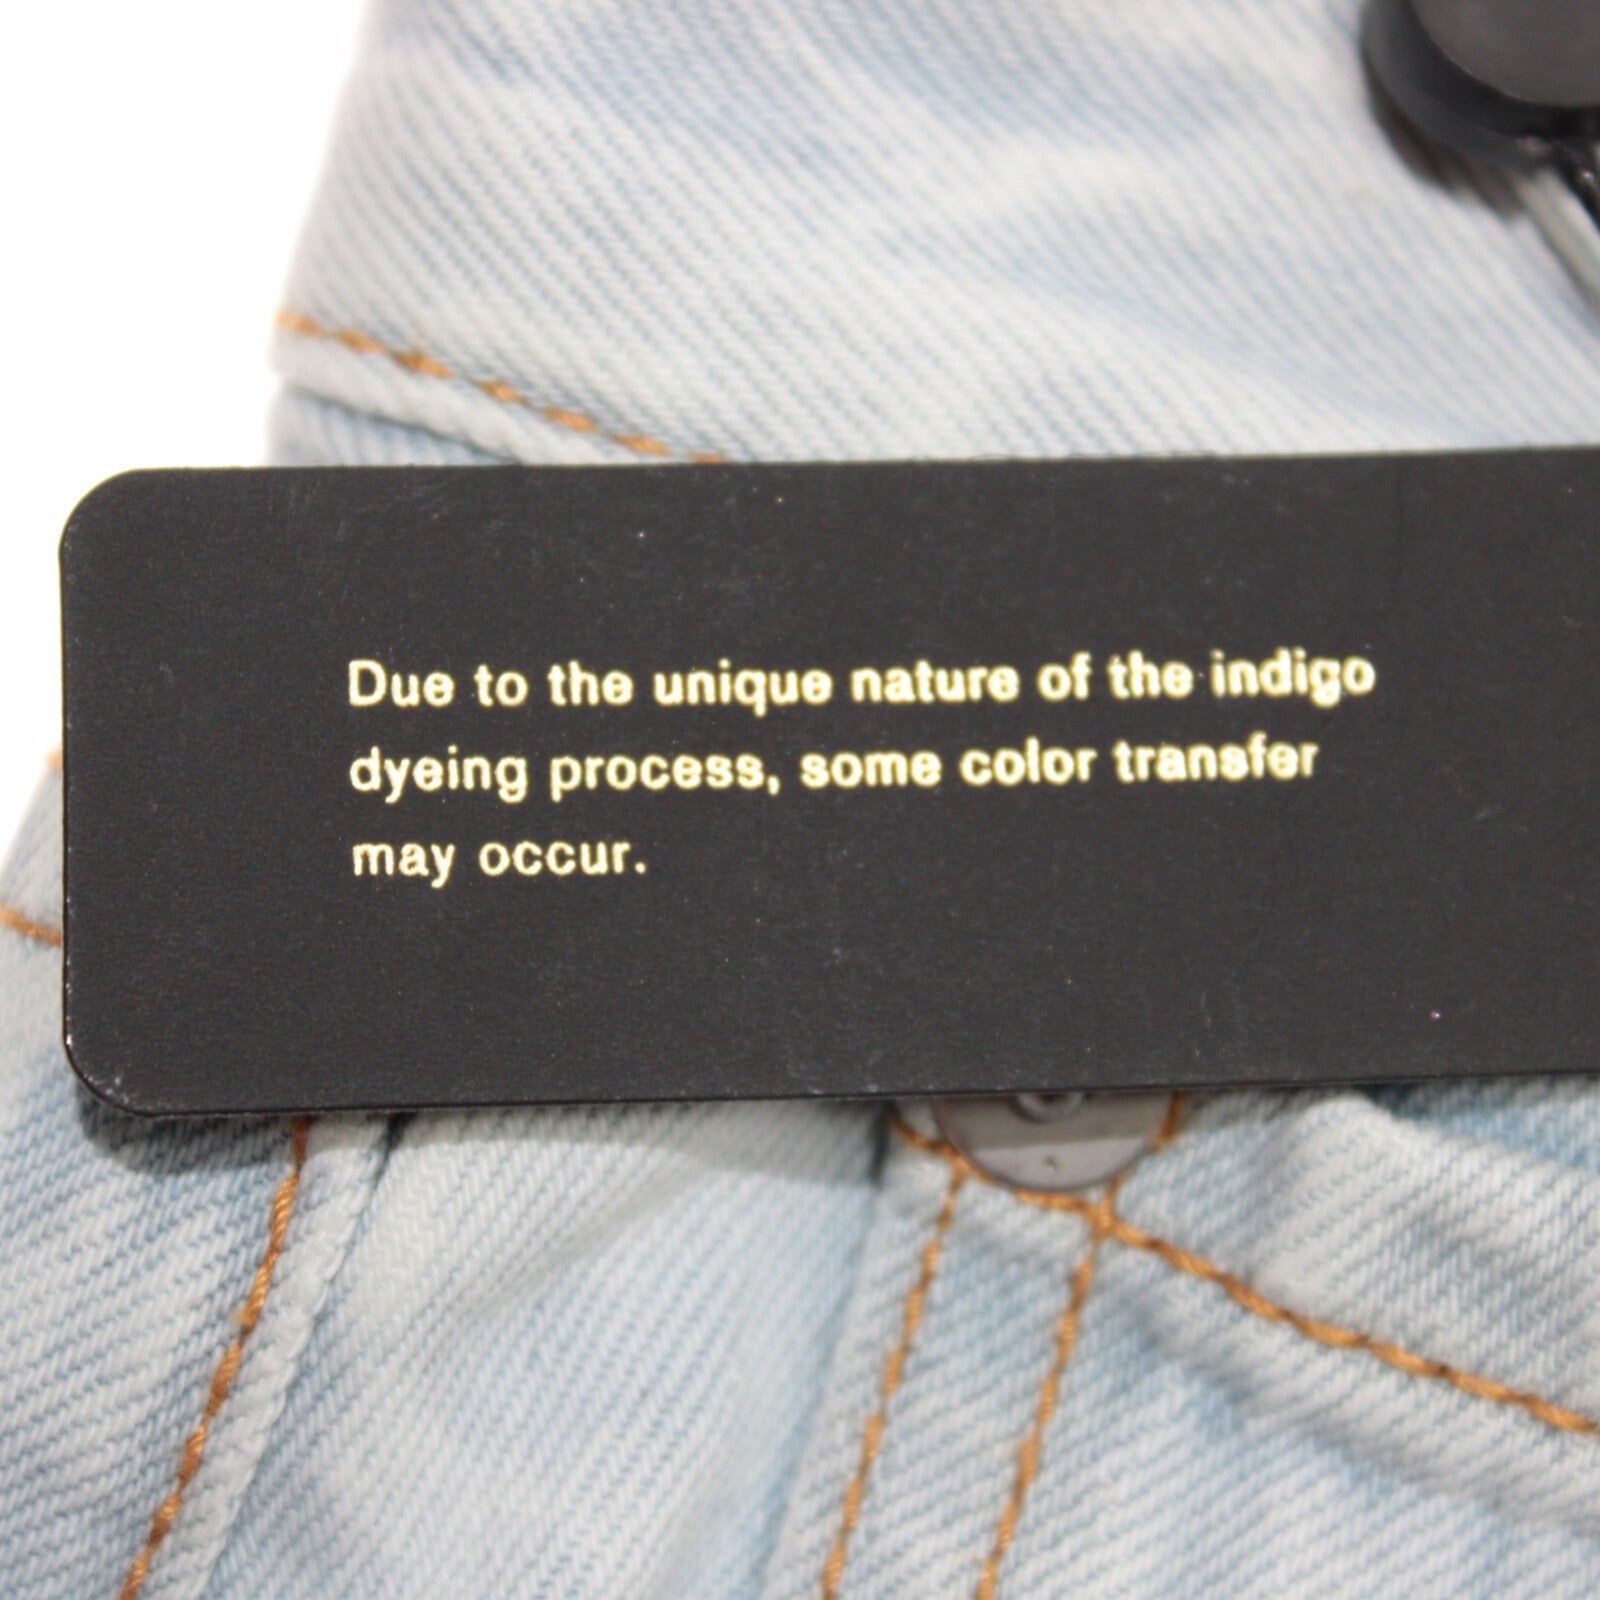 Due to the unique nature of the indigo
dyeing process, some color transfer
may occur.